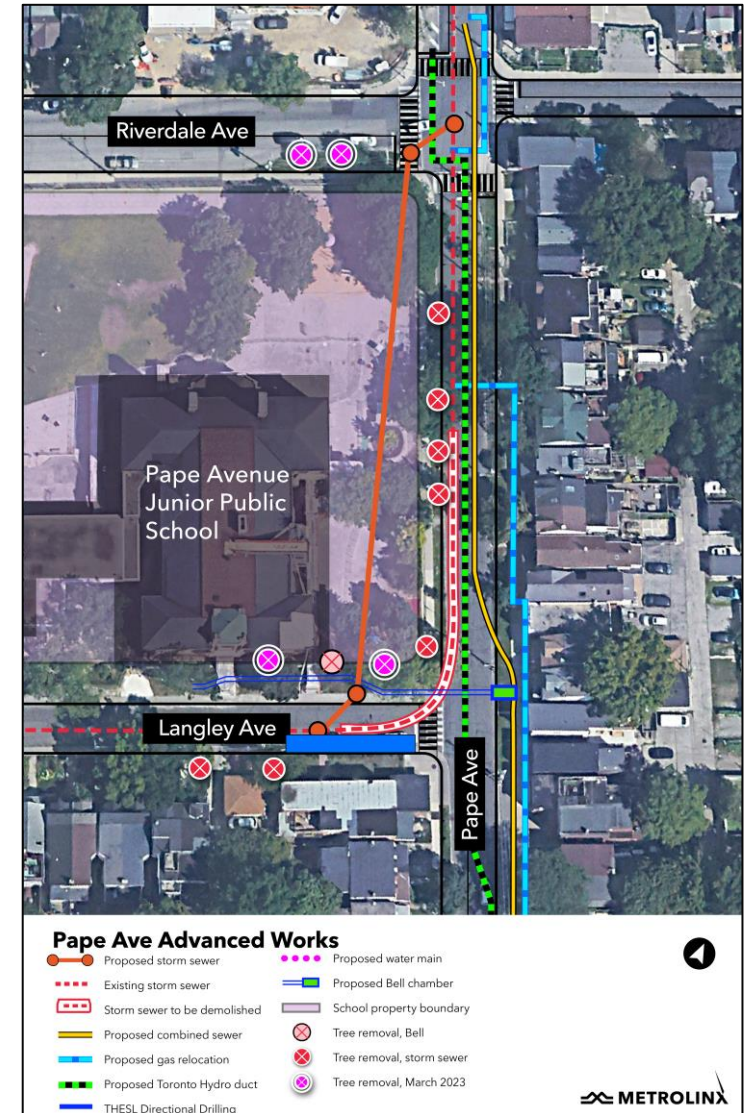 Riverdale Ave
Pape Avenue
Junior Public
School
Langley Ave
Pape Ave
Pape Ave Advanced Works
Proposed storm sewer
Existing storm sewer
Storm sewer to be demolished
Proposed combined sewer
Proposed gas relocation
Proposed Toronto Hydro duct
THESL Directional Drilling
Proposed water main
Proposed Bell chamber
School property boundary
Tree removal, Bell
Tree removal, storm sewer
Tree removal, March 2023
METROLINX